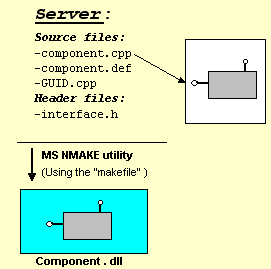 Server:
Source files:
-component.cpp
-component.def
-GUID.cpp
Header files:
-interface.h
MS NMAKE utility
(Using the "makefile" )
Component . dll